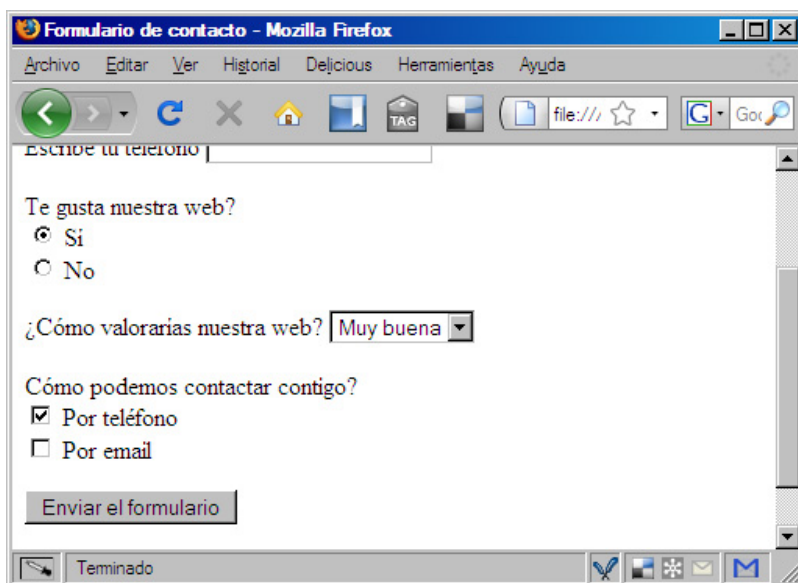 Formulario de contacto - Mozilla Firefox
Archivo Editar Ver Historial Delicious Herramientas Ayuda
TAG file:/// G Goo
Escribe tu teléfono
Te gusta nuestra web?
Sí
No
¿Cómo valorarías nuestra web? Muy buena
Cómo podemos contactar contigo?
Por teléfono
Por email
Enviar el formulario
Terminado